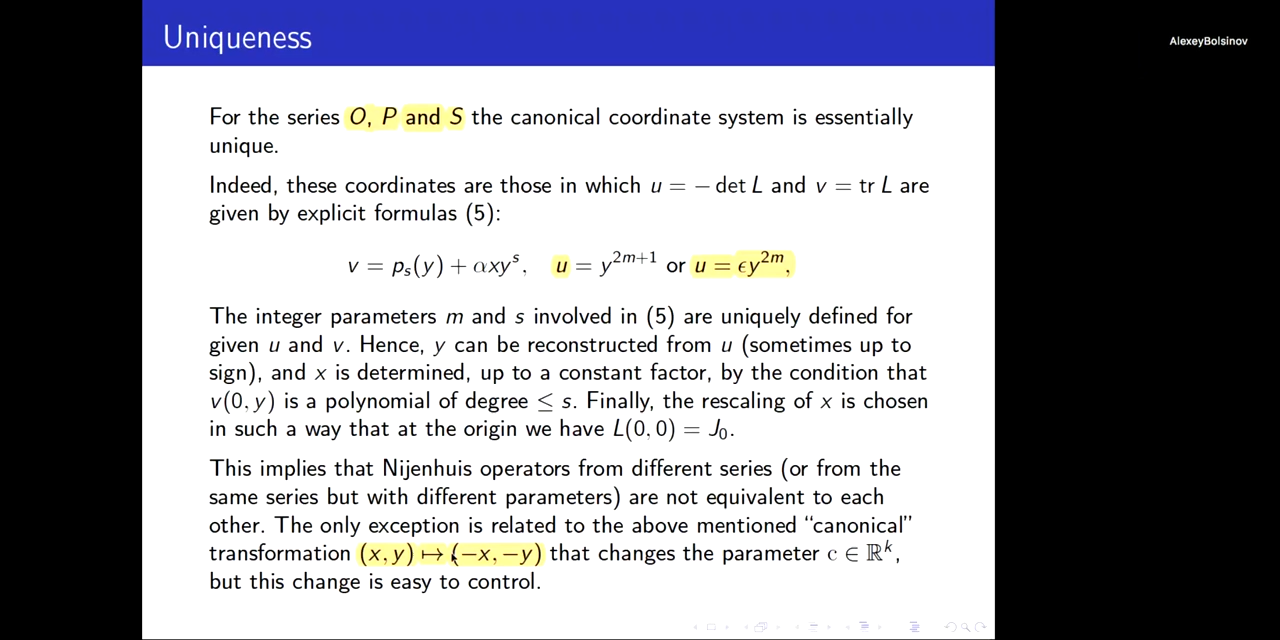 Uniqueness
AlexeyBolsinov
For the series O, P and S the canonical coordinate system is essentially
unique.
Indeed, these coordinates are those in which u = − det L and v = tr L are
given by explicit formulas (5):
v = pₛ(y) + αxyˢ, u = y²ᵐ⁺¹ or u = ϵy²ᵐ,
The integer parameters m and s involved in (5) are uniquely defined for
given u and v. Hence, y can be reconstructed from u (sometimes up to
sign), and x is determined, up to a constant factor, by the condition that
v(0, y) is a polynomial of degree ≤ s. Finally, the rescaling of x is chosen
in such a way that at the origin we have L(0, 0) = J₀.
This implies that Nijenhuis operators from different series (or from the
same series but with different parameters) are not equivalent to each
other. The only exception is related to the above mentioned “canonical”
transformation (x, y) ↦ (−x, −y) that changes the parameter c ∈ ℝᵏ,
but this change is easy to control.